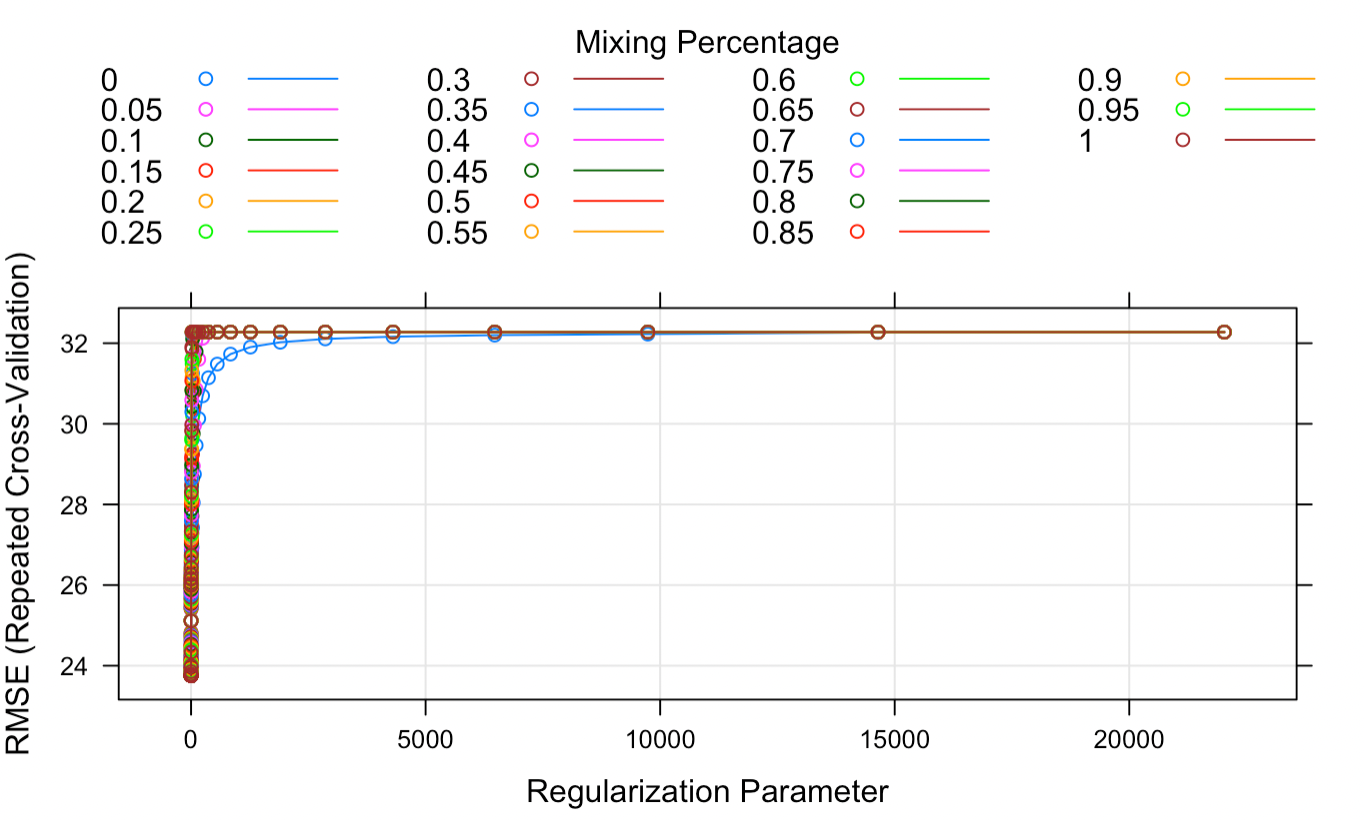 Mixing Percentage
0 0.3 0.6 0.9
0.05 0.35 0.65 0.95
0.1 0.4 0.7 1
0.15 0.45 0.75
0.2 0.5 0.8
0.25 0.55 0.85
RMSE (Repeated Cross-Validation)
32
30
28
26
24
0 5000 10000 15000 20000
Regularization Parameter